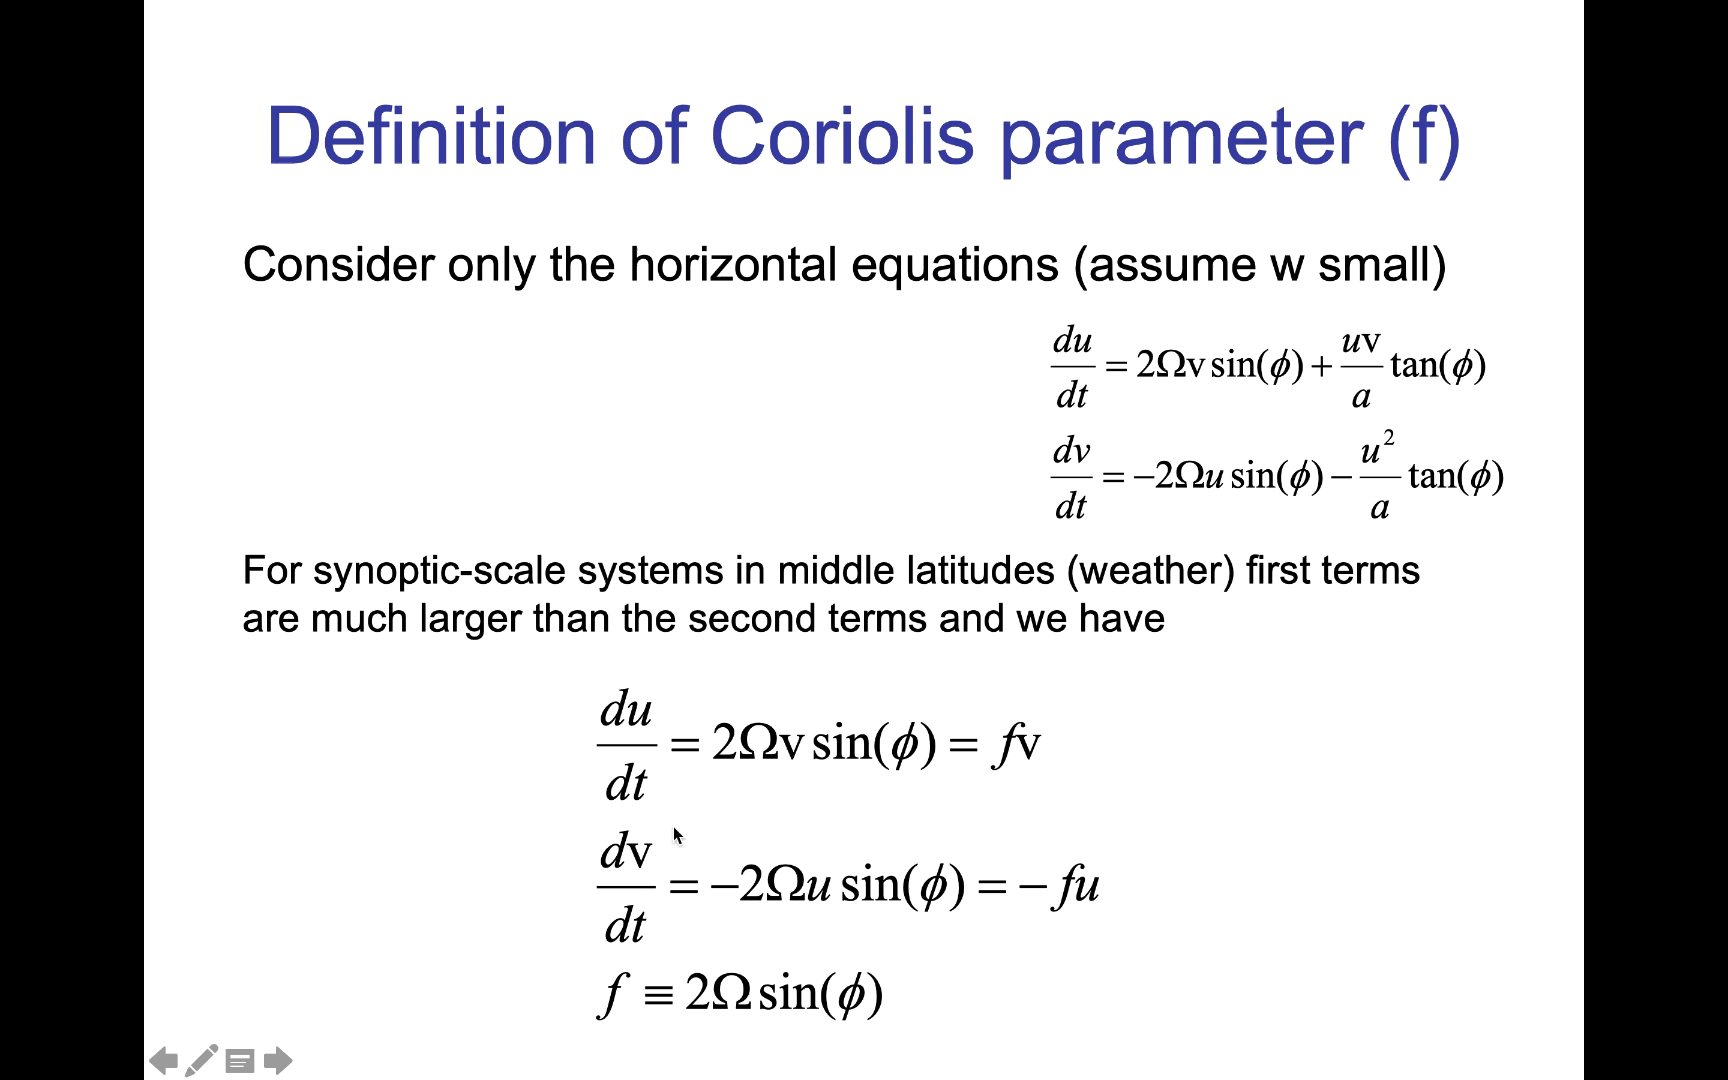 Definition of Coriolis parameter (f)
Consider only the horizontal equations (assume w small)
du/dt = 2Ωv sin(ϕ) + uv/a tan(ϕ)
dv/dt = −2Ωu sin(ϕ) − u²/a tan(ϕ)
For synoptic-scale systems in middle latitudes (weather) first terms
are much larger than the second terms and we have
du/dt = 2Ωv sin(ϕ) = fv
dv/dt = −2Ωu sin(ϕ) = − fu
f ≡ 2Ω sin(ϕ)